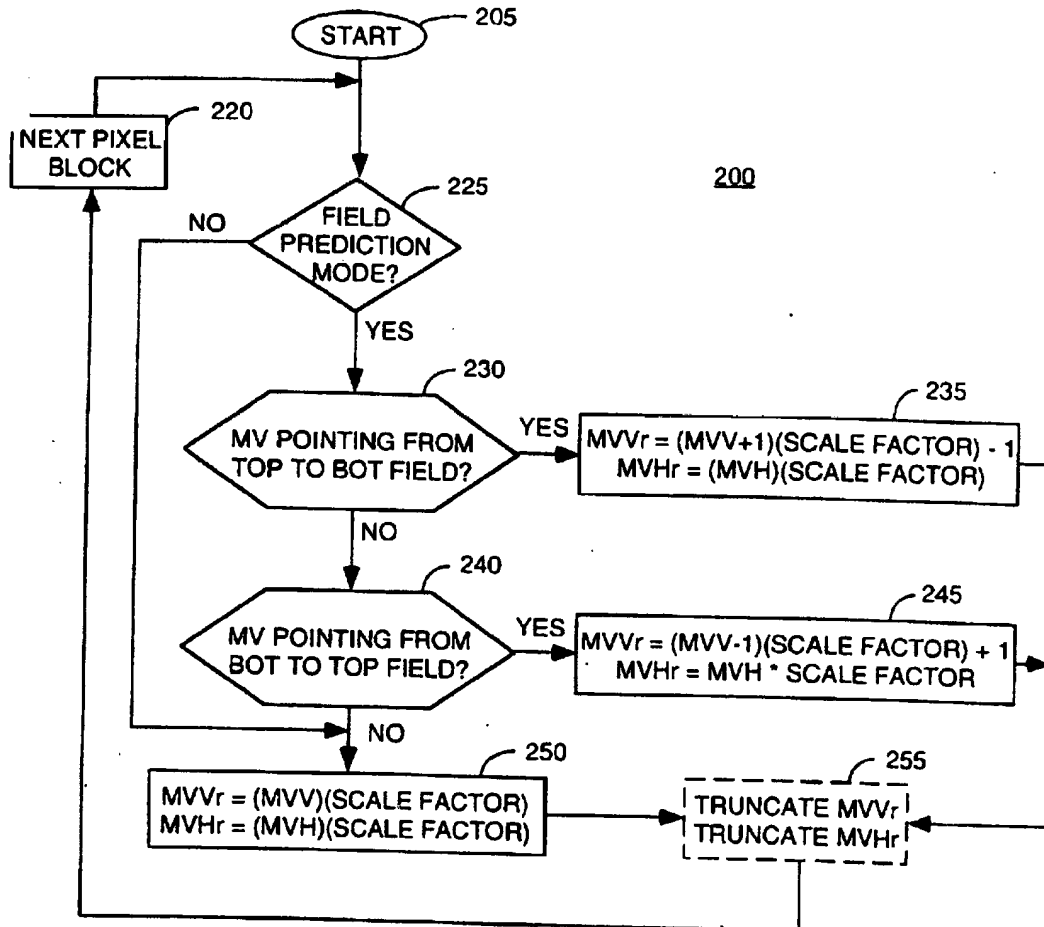 START
205
220
NEXT PIXEL
BLOCK
225
200
FIELD
PREDICTION
MODE?
NO
YES
230
235
MV POINTING FROM
TOP TO BOT FIELD?
YES
MVVr = (MVV+1)(SCALE FACTOR) - 1
MVHr = (MVH)(SCALE FACTOR)
NO
240
245
MV POINTING FROM
BOT TO TOP FIELD?
YES
MVVr = (MVV-1)(SCALE FACTOR) + 1
MVHr = MVH * SCALE FACTOR
NO
250
255
MVVr = (MVV)(SCALE FACTOR)
MVHr = (MVH)(SCALE FACTOR)
TRUNCATE MVVr
TRUNCATE MVHr